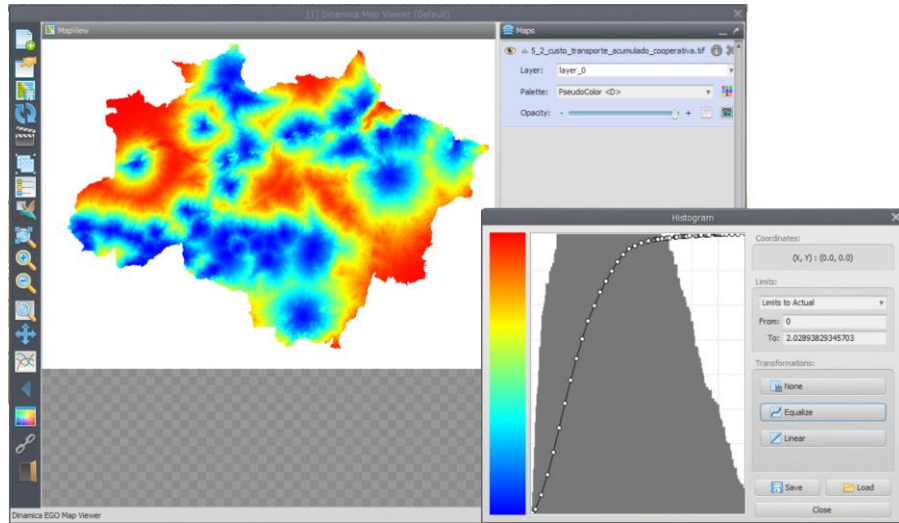 [1] Dinamica Map Viewer (Default)
MapView
Maps
5_2_custo_transporte_acumulado_cooperativa.tif
Layer: layer_0
Palette: PseudoColor <D>
Opacity: - +
Histogram
Coordinates:
(X, Y) : (0.0, 0.0)
Limits:
Limits to Actual
From: 0
To: 2.02893829345703
Transformations:
None
Equalize
Linear
Save Load
Close
Dinamica EGO Map Viewer